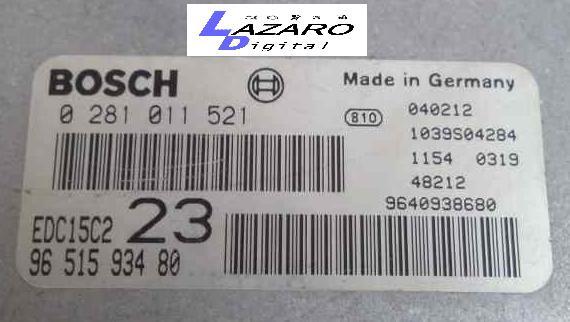 LAZARO
Digital
BOSCH
Made in Germany
0 281 011 521
810
040212
1039S04284
1154 0319
48212
9640938680
EDC15C2 23
96 515 934 80